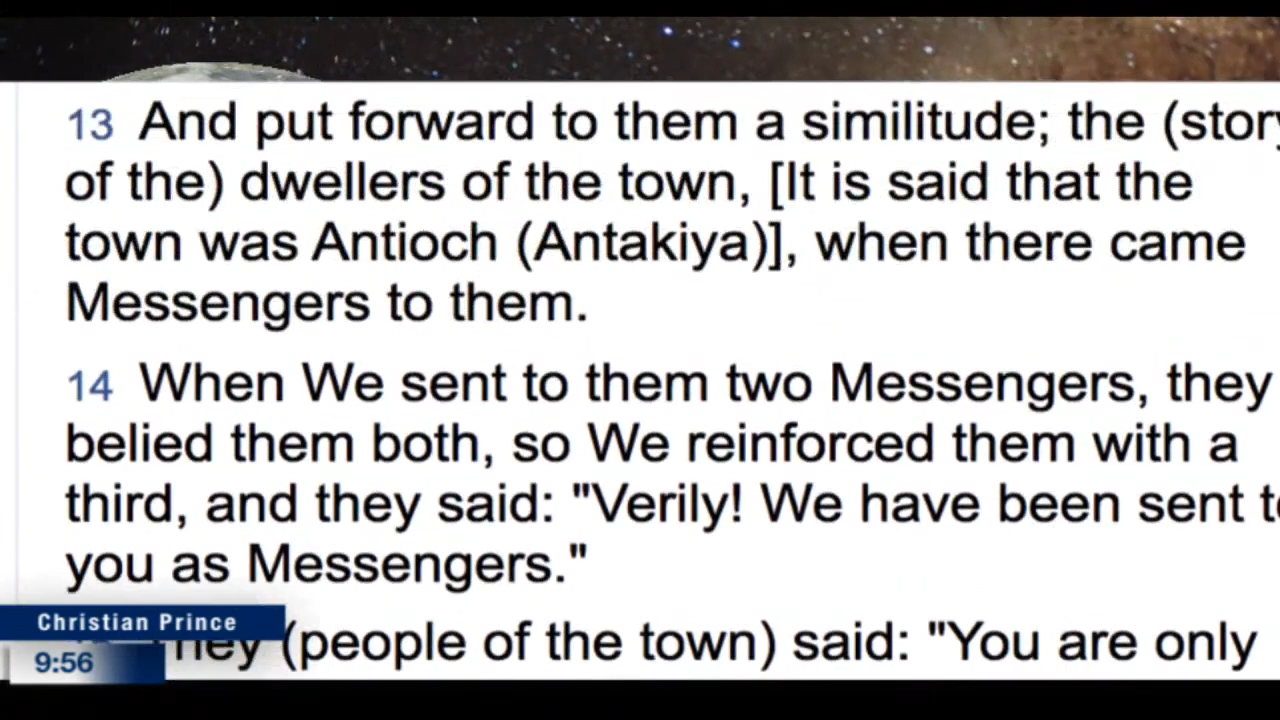 13 And put forward to them a similitude; the (story
of the) dwellers of the town, [It is said that the
town was Antioch (Antakiya)], when there came
Messengers to them.
14 When We sent to them two Messengers, they
belied them both, so We reinforced them with a
third, and they said: "Verily! We have been sent to
you as Messengers."
They (people of the town) said: "You are only
Christian Prince
9:56